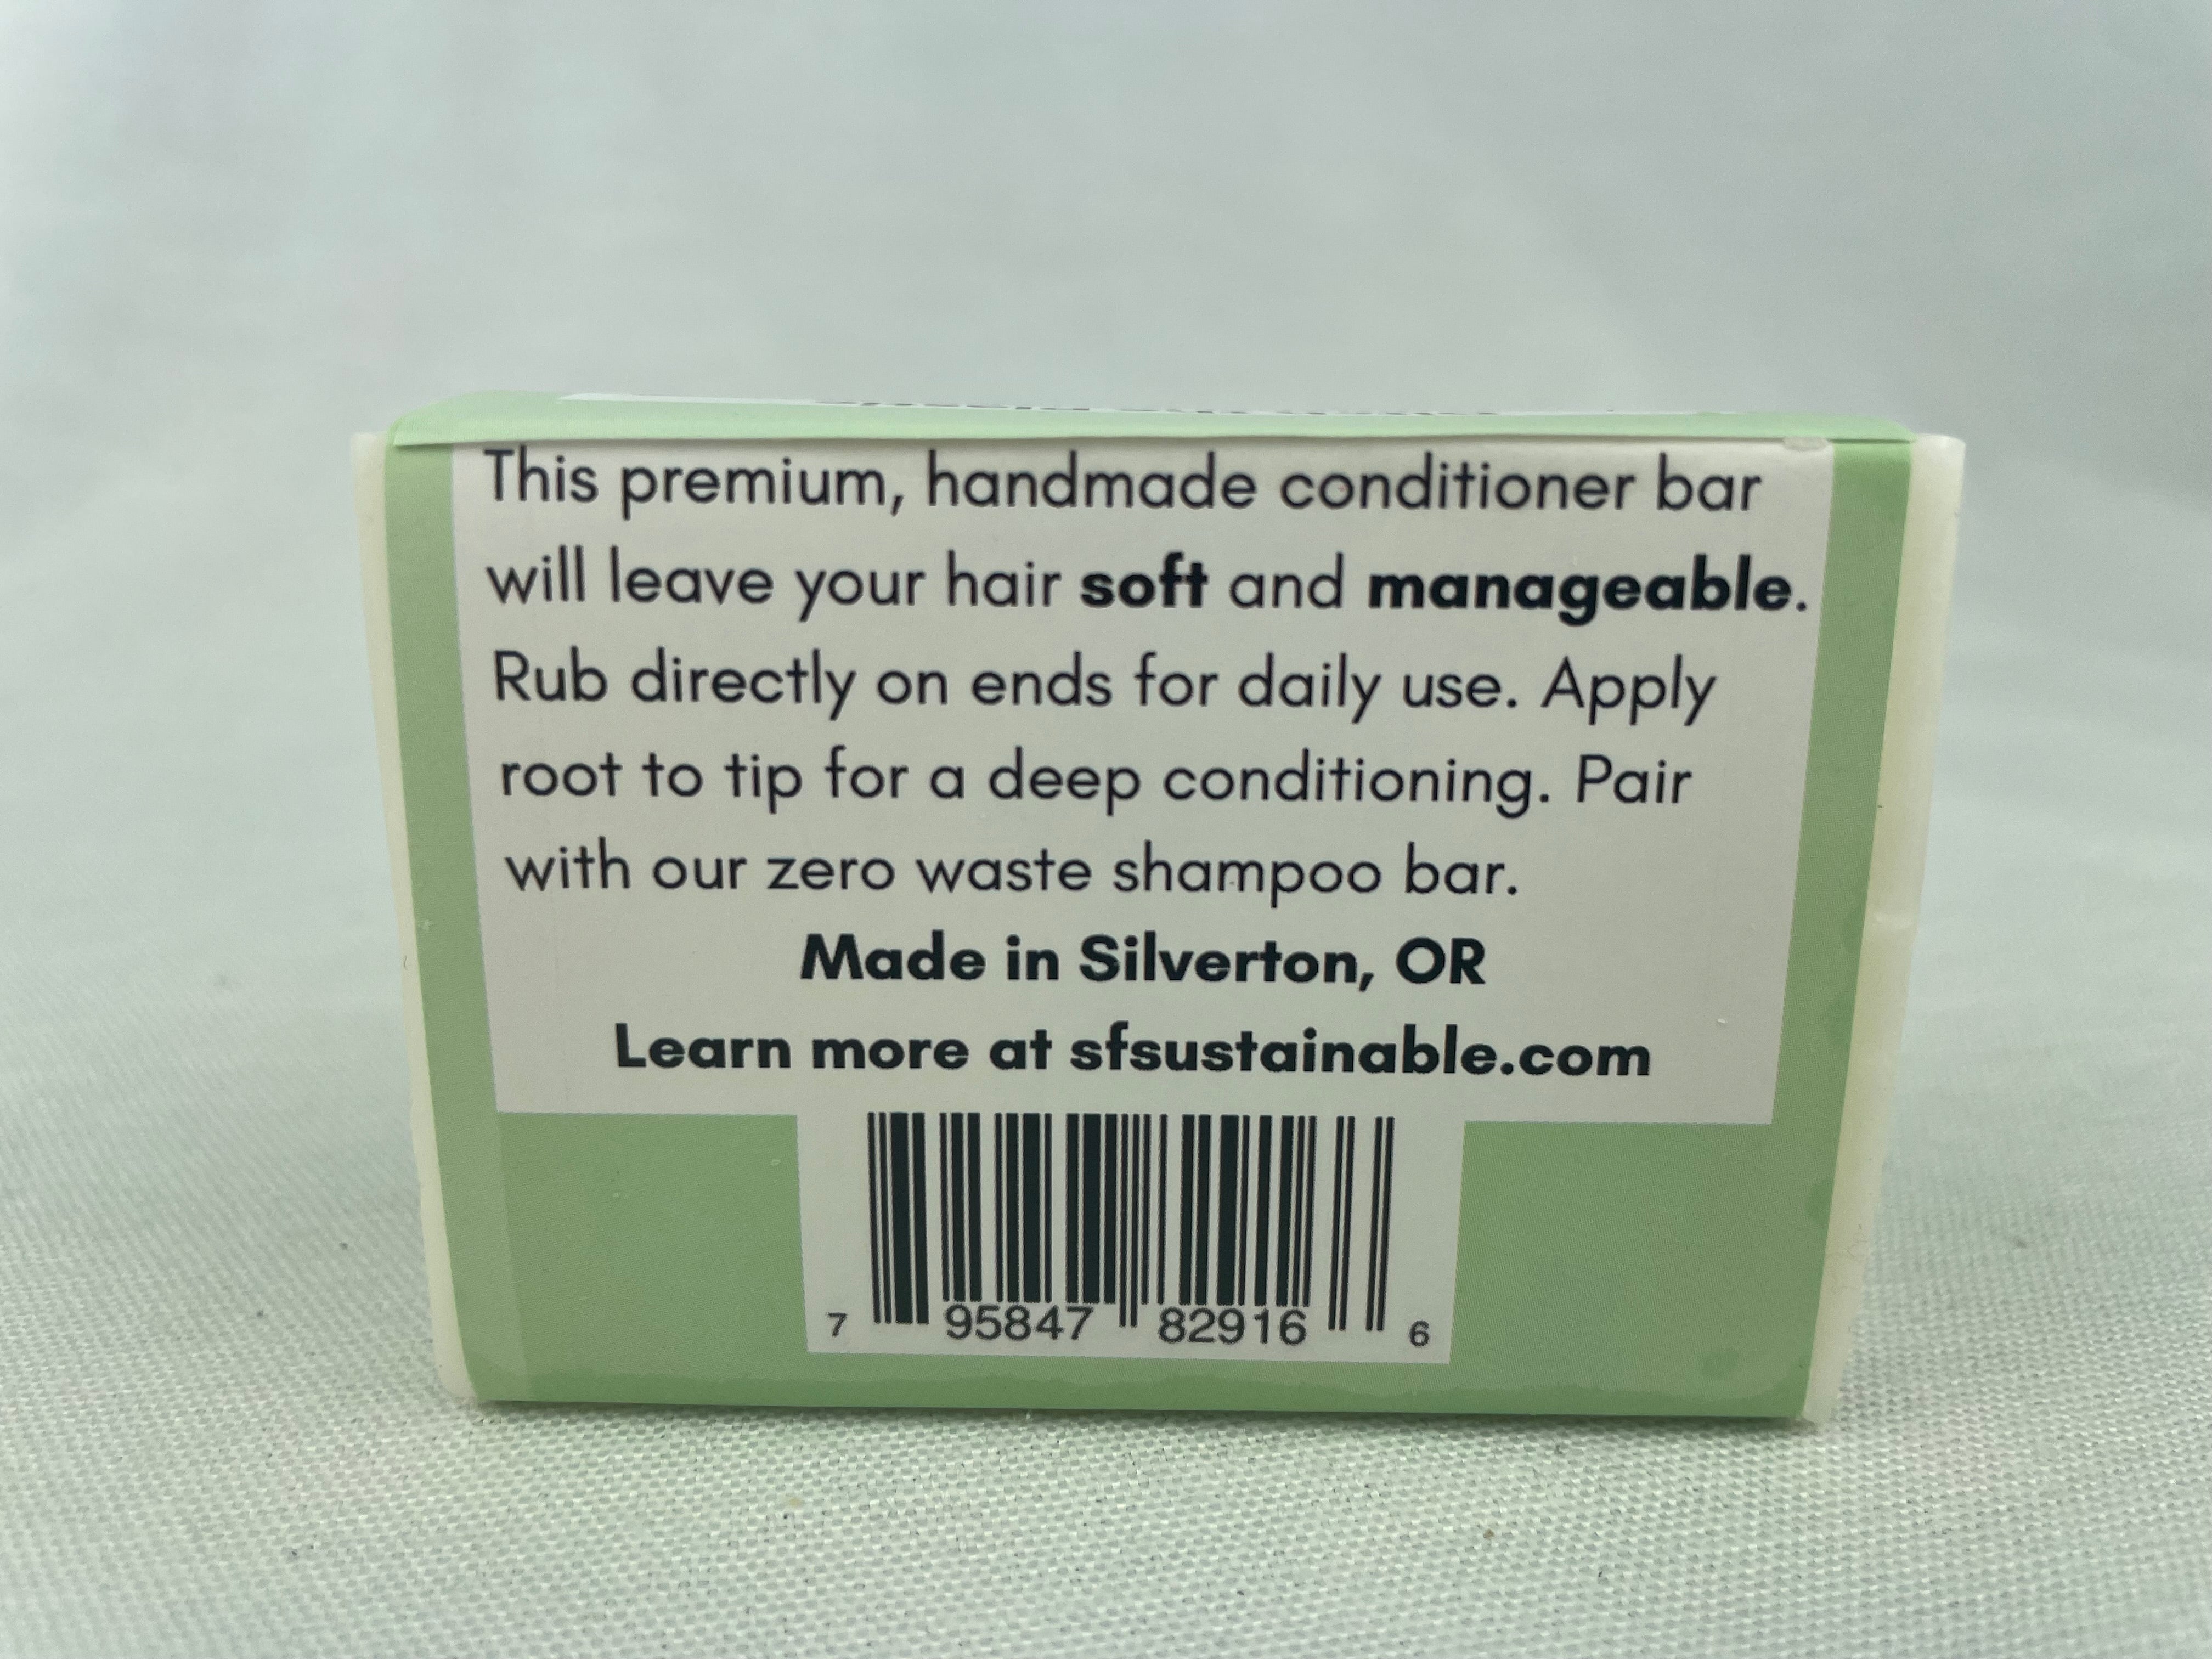 This premium, handmade conditioner bar
will leave your hair soft and manageable.
Rub directly on ends for daily use. Apply
root to tip for a deep conditioning. Pair
with our zero waste shampoo bar.
Made in Silverton, OR
Learn more at sfsustainable.com
7 95847 82916 6